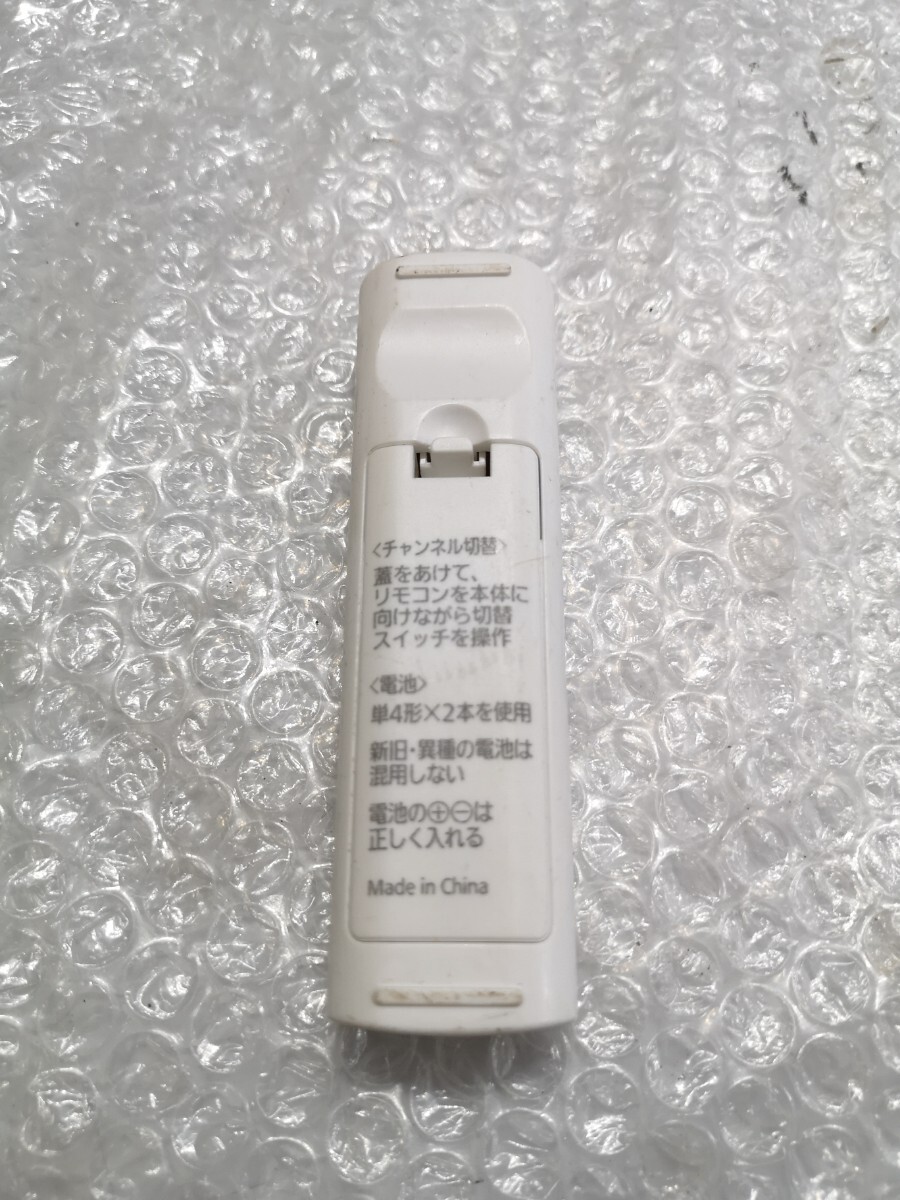 〈チャンネル切替〉
蓋をあけて、
リモコンを本体に
向けながら切替
スイッチを操作
〈電池〉
単4形×2本を使用
新旧・異種の電池は
混用しない
電池の⊕⊖は
正しく入れる
Made in China